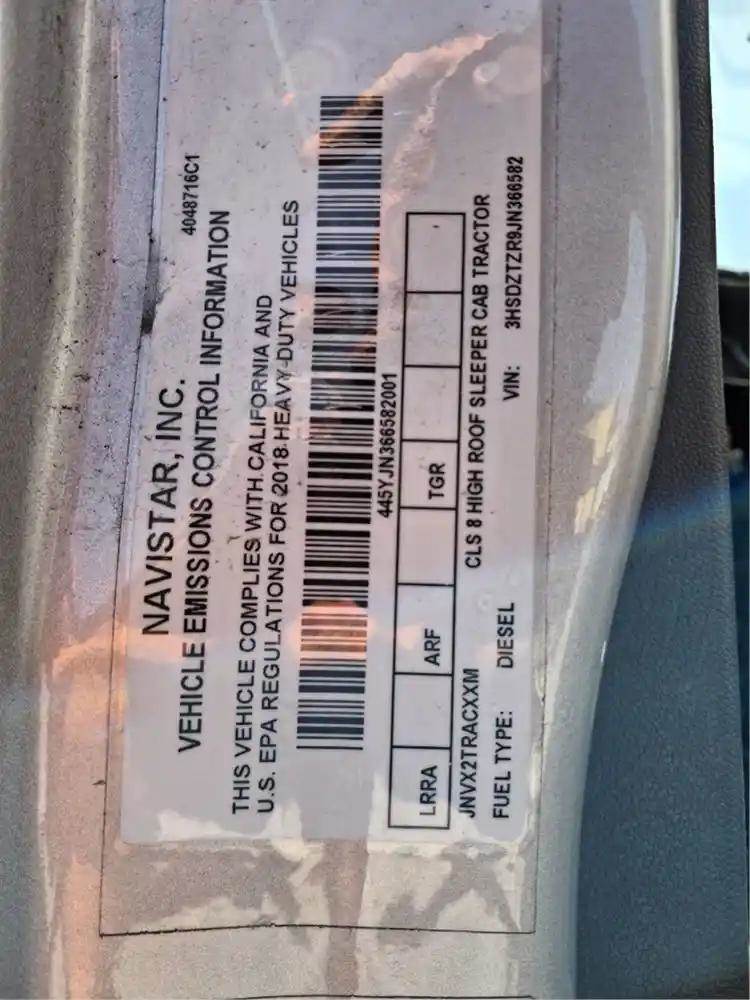 4048716C1
NAVISTAR, INC.
VEHICLE EMISSIONS CONTROL INFORMATION
THIS VEHICLE COMPLIES WITH CALIFORNIA AND
U.S. EPA REGULATIONS FOR 2018 HEAVY-DUTY VEHICLES
445YJN366582001
LRRA ARF TGR
JNVX2TRACXXM CLS 8 HIGH ROOF SLEEPER CAB TRACTOR
FUEL TYPE: DIESEL VIN: 3HSDZTZR9JN366582